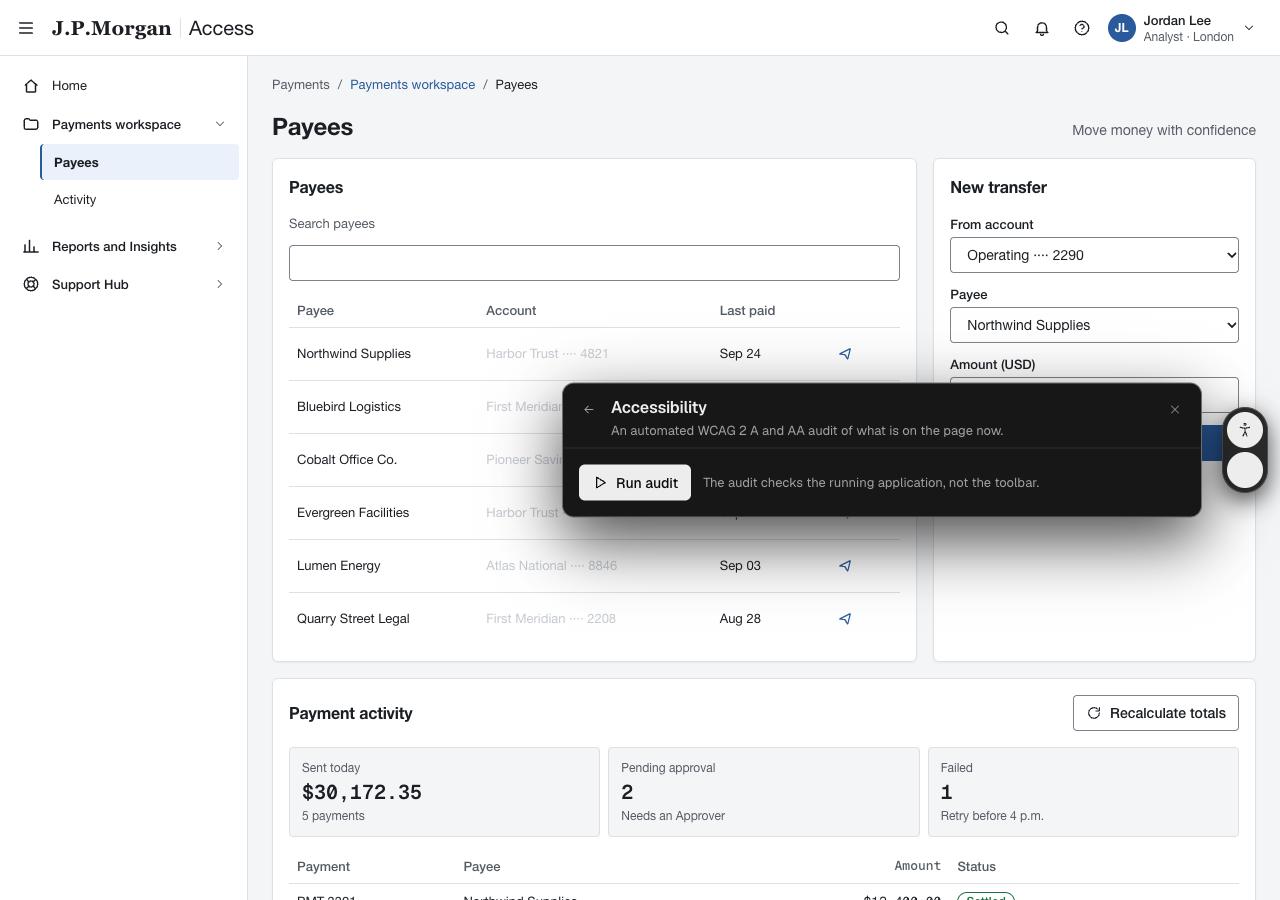 J.P.Morgan Access
JL
Jordan Lee
Analyst · London
Home
Payments workspace
Payees
Activity
Reports and Insights
Support Hub
Payments / Payments workspace / Payees
Payees
Move money with confidence
Payees
Search payees
Payee Account Last paid
Northwind Supplies Harbor Trust ···· 4821 Sep 24
Bluebird Logistics First Meridian
Cobalt Office Co. Pioneer
Evergreen Facilities Harbor Trust
Lumen Energy Atlas National ···· 8846 Sep 03
Quarry Street Legal First Meridian ···· 2208 Aug 28
New transfer
From account
Operating ···· 2290
Payee
Northwind Supplies
Amount (USD)
Accessibility
An automated WCAG 2 A and AA audit of what is on the page now.
Run audit
The audit checks the running application, not the toolbar.
Payment activity
Recalculate totals
Sent today
$30,172.35
5 payments
Pending approval
2
Needs an Approver
Failed
1
Retry before 4 p.m.
Payment Payee Amount Status
Northwind Supplies